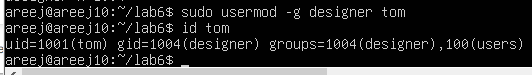 areej@areej10:~/lab6$ sudo usermod -g designer tom
areej@areej10:~/lab6$ id tom
uid=1001(tom) gid=1004(designer) groups=1004(designer),100(users)
areej@areej10:~/lab6$